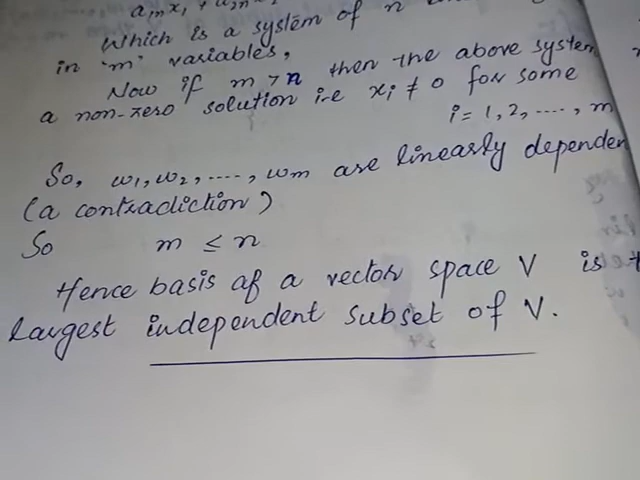 Which is a system of n
in 'm' variables,
Now if m > n then the above system
a non-zero solution i.e xi ≠ 0 for some
i = 1, 2, ...., m
So, w1, w2, ...., wm are linearly dependen
(a contradiction)
So m ≤ n
Hence basis of a vector space V is t
largest independent subset of V.